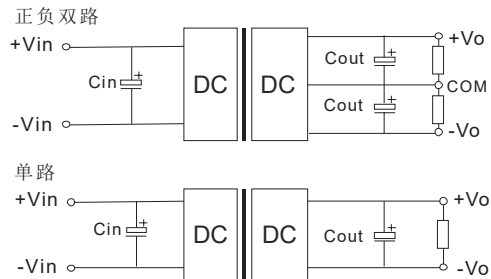 正负双路
+Vin
+
Cin
-Vin
DC
DC
+
Cout
+
Cout
+Vo
COM
-Vo
单路
+Vin
+
Cin
-Vin
DC
DC
+
Cout
+Vo
-Vo